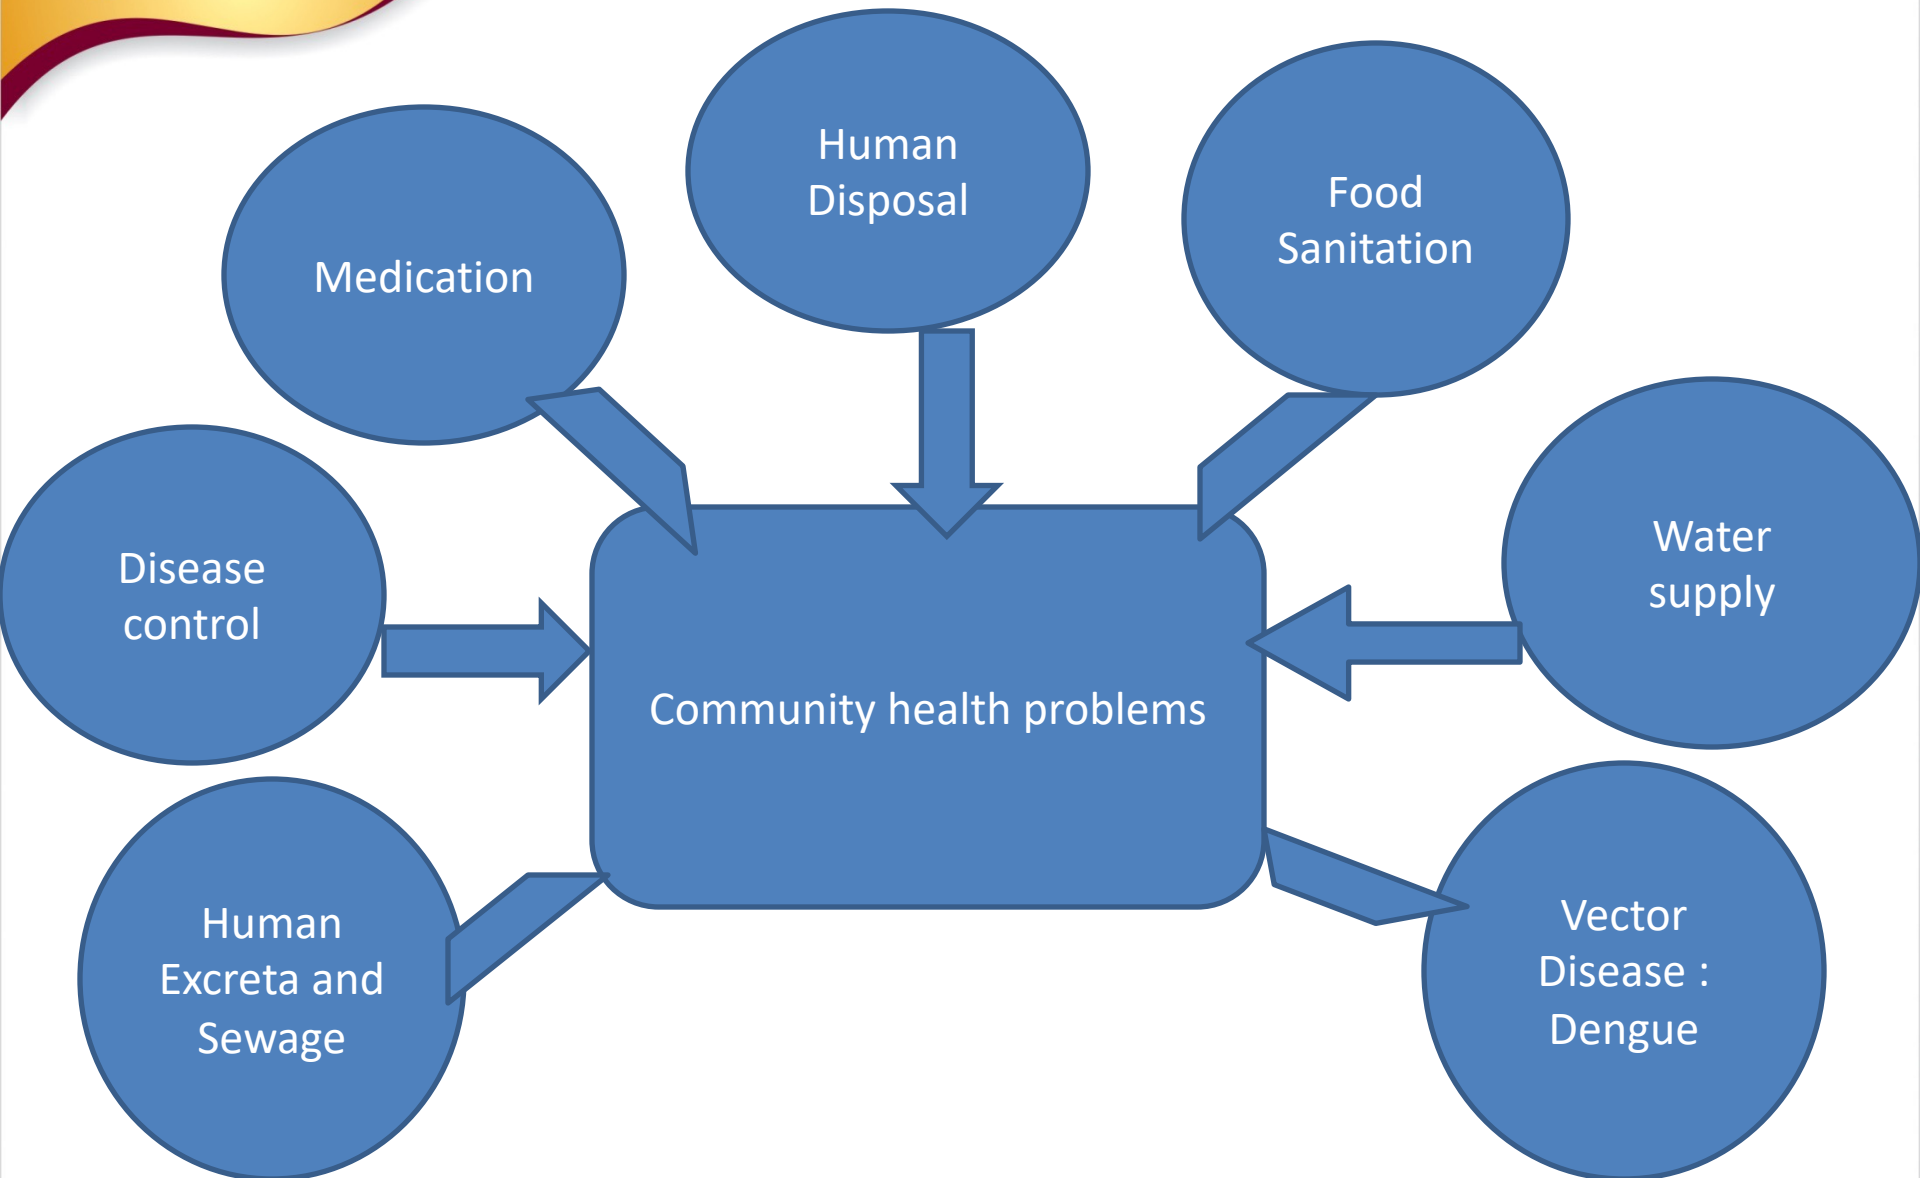 Human
Disposal
Food
Sanitation
Medication
Water
supply
Disease
control
Community health problems
Human
Excreta and
Sewage
Vector
Disease :
Dengue